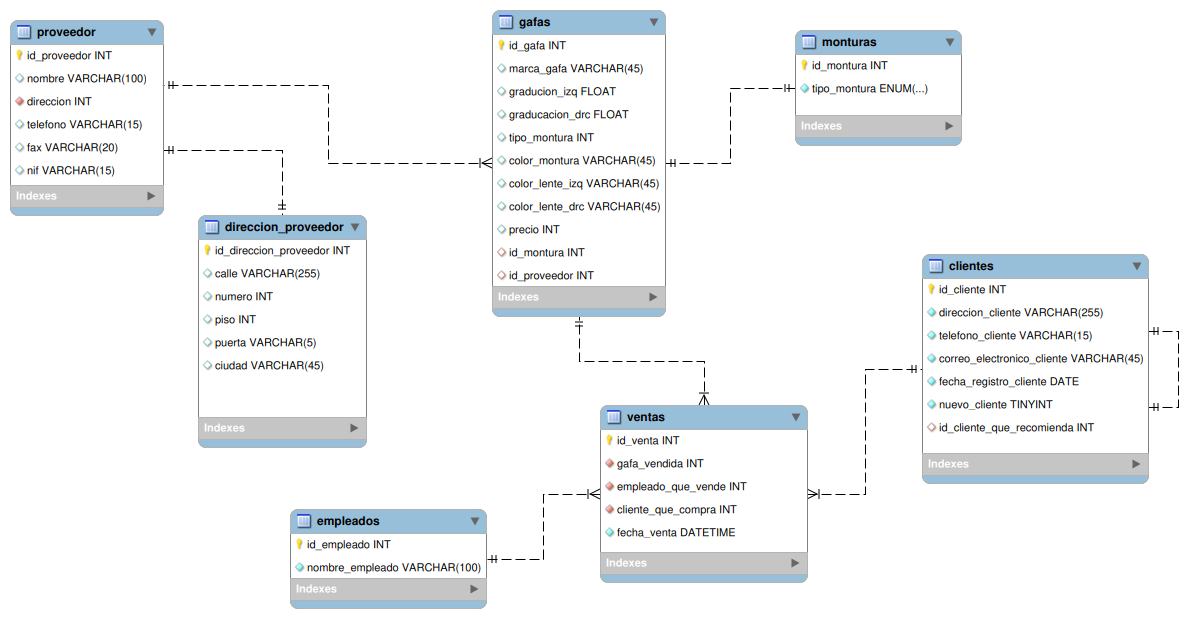 proveedor
id_proveedor INT
nombre VARCHAR(100)
direccion INT
telefono VARCHAR(15)
fax VARCHAR(20)
nif VARCHAR(15)
Indexes
direccion_proveedor
id_direccion_proveedor INT
calle VARCHAR(255)
numero INT
piso INT
puerta VARCHAR(5)
ciudad VARCHAR(45)
Indexes
gafas
id_gafa INT
marca_gafa VARCHAR(45)
graducion_izq FLOAT
graducacion_drc FLOAT
tipo_montura INT
color_montura VARCHAR(45)
color_lente_izq VARCHAR(45)
color_lente_drc VARCHAR(45)
precio INT
id_montura INT
id_proveedor INT
Indexes
monturas
id_montura INT
tipo_montura ENUM(...)
Indexes
clientes
id_cliente INT
direccion_cliente VARCHAR(255)
telefono_cliente VARCHAR(15)
correo_electronico_cliente VARCHAR(45)
fecha_registro_cliente DATE
nuevo_cliente TINYINT
id_cliente_que_recomienda INT
Indexes
ventas
id_venta INT
gafa_vendida INT
empleado_que_vende INT
cliente_que_compra INT
fecha_venta DATETIME
Indexes
empleados
id_empleado INT
nombre_empleado VARCHAR(100)
Indexes